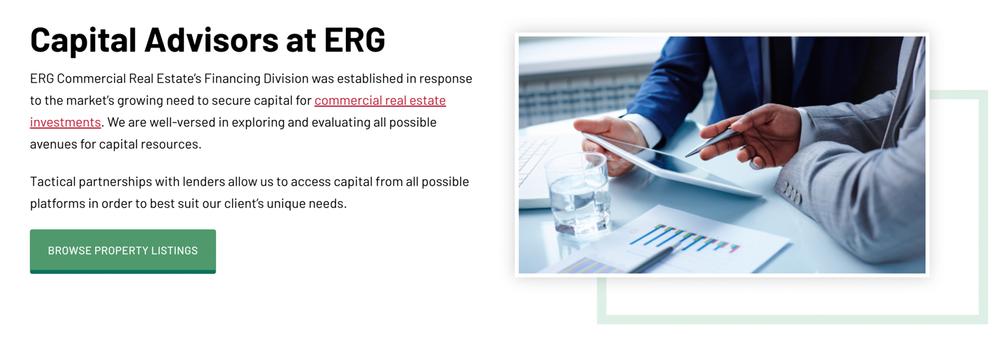 Capital Advisors at ERG
ERG Commercial Real Estate’s Financing Division was established in response
to the market’s growing need to secure capital for commercial real estate
investments. We are well-versed in exploring and evaluating all possible
avenues for capital resources.
Tactical partnerships with lenders allow us to access capital from all possible
platforms in order to best suit our client’s unique needs.
BROWSE PROPERTY LISTINGS